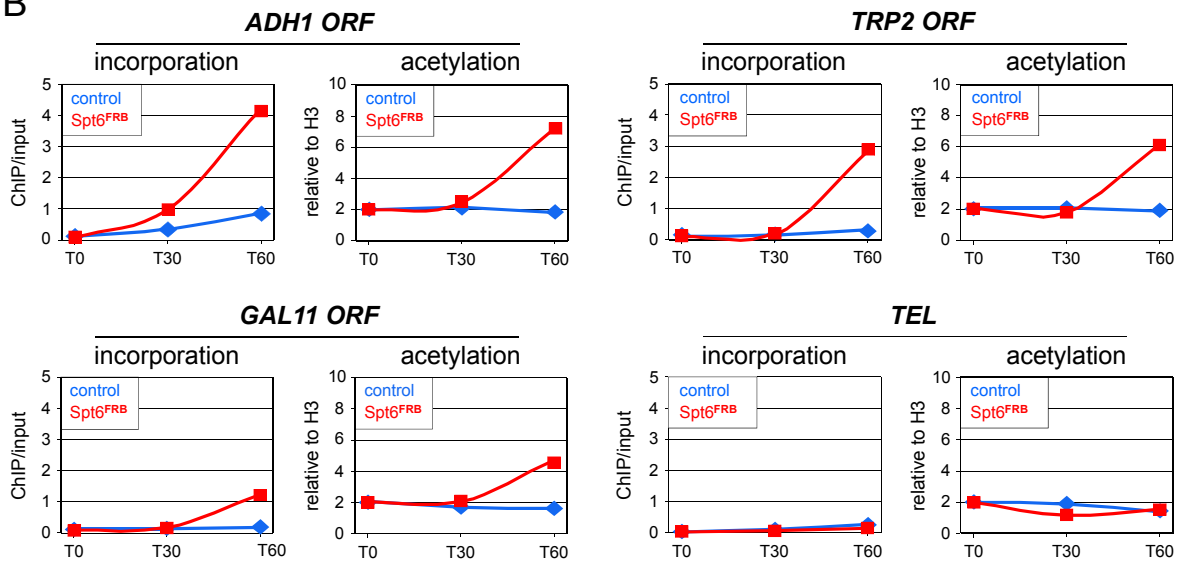 B
ADH1 ORF
incorporation
acetylation
ChIP/input
5
4
3
2
1
0
control
Spt6FRB
T0
T30
T60
relative to H3
10
8
6
4
2
0
control
Spt6FRB
T0
T30
T60
TRP2 ORF
incorporation
acetylation
ChIP/input
5
4
3
2
1
0
control
Spt6FRB
T0
T30
T60
relative to H3
10
8
6
4
2
0
control
Spt6FRB
T0
T30
T60
GAL11 ORF
incorporation
acetylation
ChIP/input
5
4
3
2
1
0
control
Spt6FRB
T0
T30
T60
relative to H3
10
8
6
4
2
0
control
Spt6FRB
T0
T30
T60
TEL
incorporation
acetylation
ChIP/input
5
4
3
2
1
0
control
Spt6FRB
T0
T30
T60
relative to H3
10
8
6
4
2
0
control
Spt6FRB
T0
T30
T60